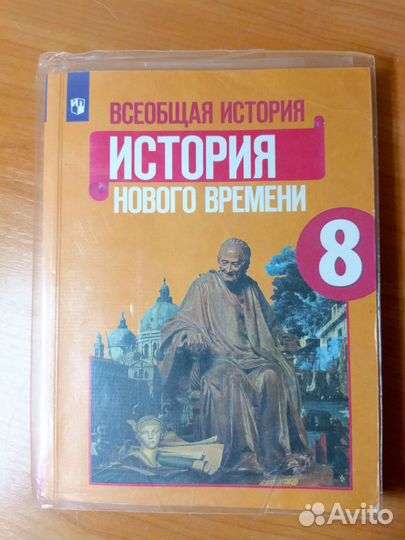 ВСЕОБЩАЯ ИСТОРИЯ
ИСТОРИЯ
НОВОГО ВРЕМЕНИ
8
Avito